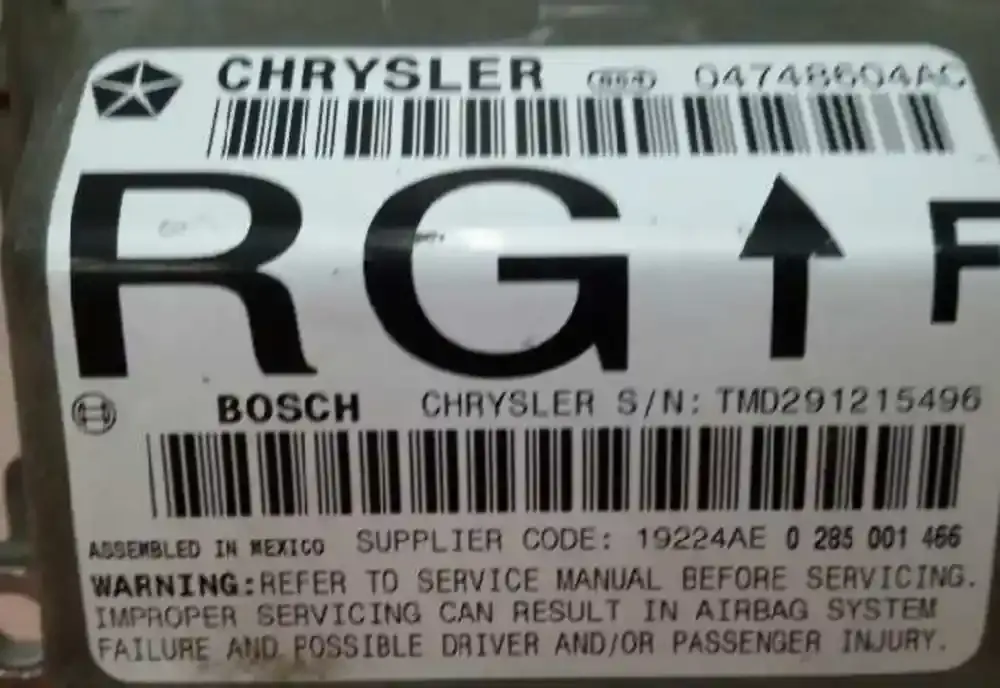 CHRYSLER
RG F
BOSCH CHRYSLER S/N: TMD291215496
ASSEMBLED IN MEXICO SUPPLIER CODE: 19224AE 0 285 001 466
WARNING:REFER TO SERVICE MANUAL BEFORE SERVICING.
IMPROPER SERVICING CAN RESULT IN AIRBAG SYSTEM
FAILURE AND POSSIBLE DRIVER AND/OR PASSENGER INJURY.